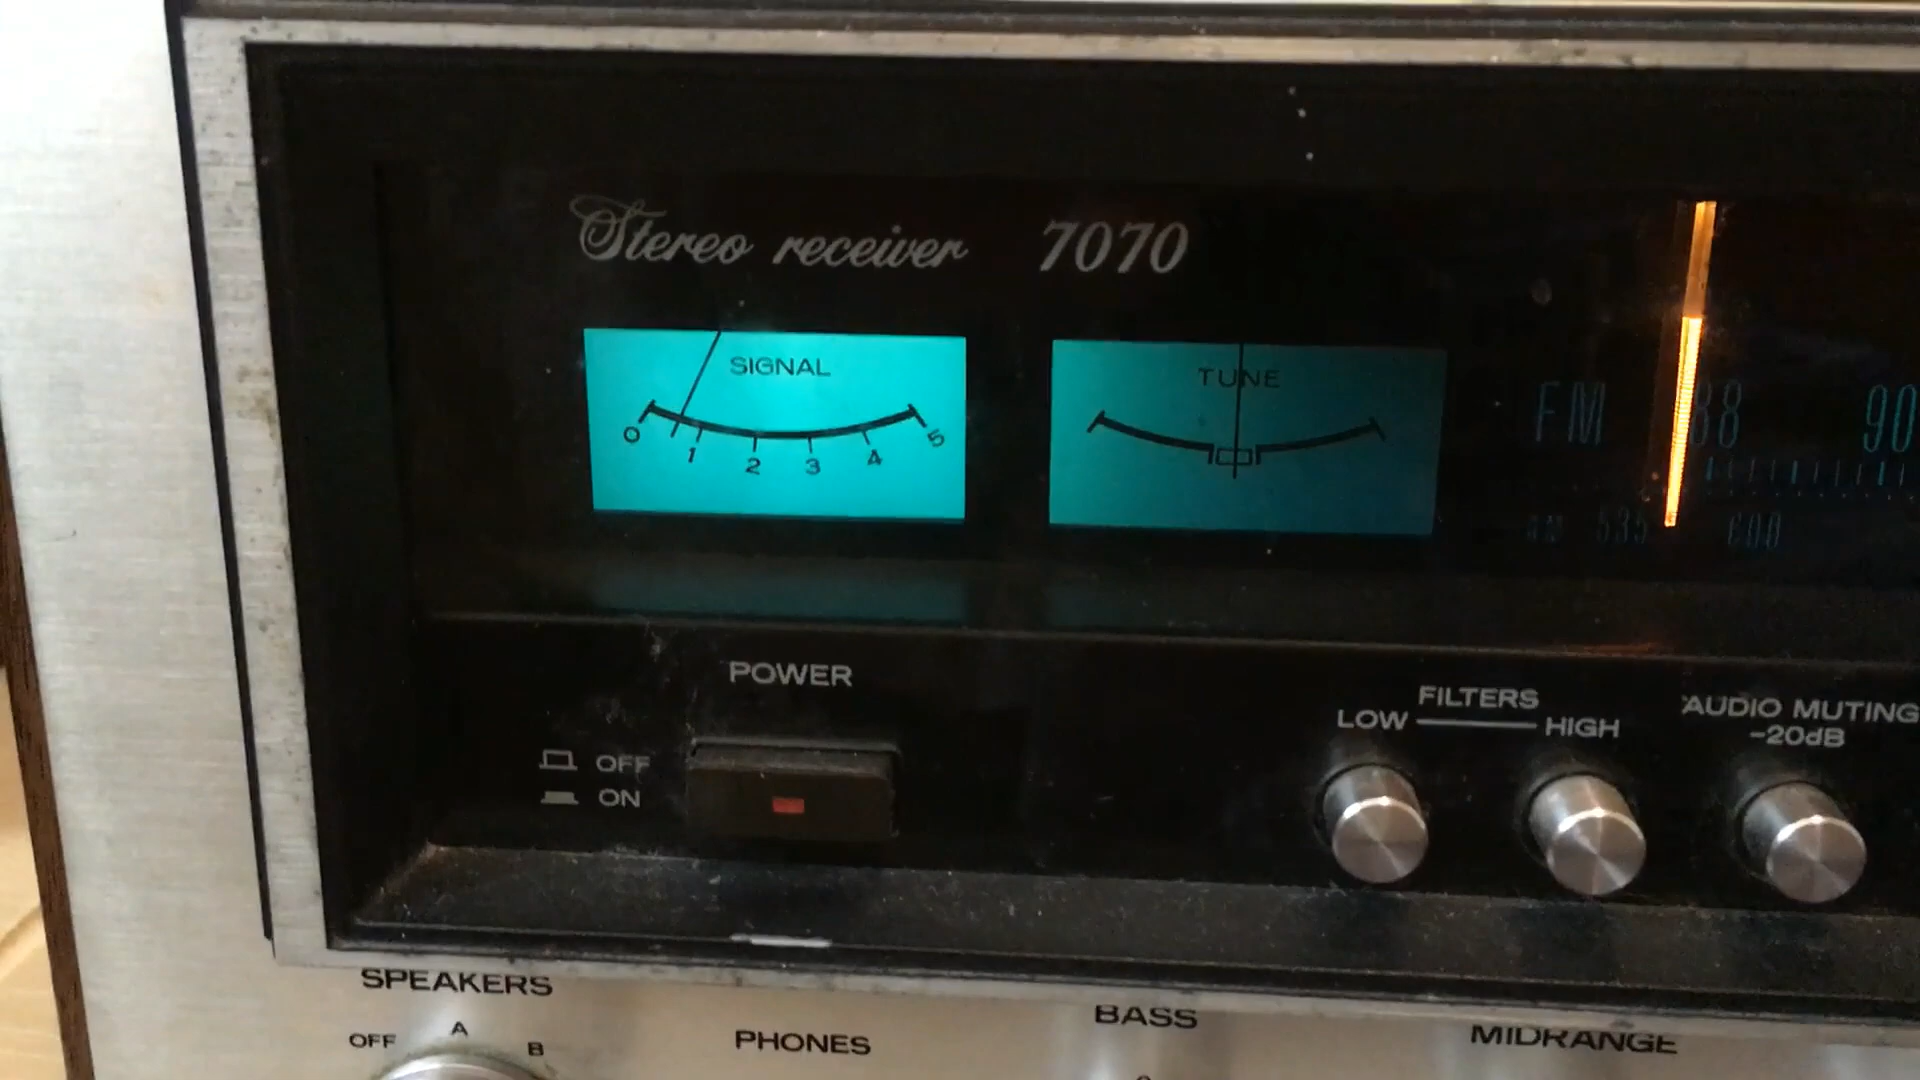 Stereo receiver 7070
SIGNAL
0 1 2 3 4 5
TUNE
FM 88 90
AM 535 600
POWER
OFF
ON
FILTERS
LOW HIGH
AUDIO MUTING
-20dB
SPEAKERS
OFF A B
PHONES
BASS
MIDRANGE